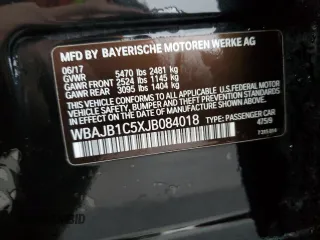 MFD BY BAYERISCHE MOTOREN WERKE AG
06/17
GVWR 5470 lbs 2481 kg
GAWR FRONT 2524 lbs 1145 kg
GAWR REAR 3095 lbs 1404 kg
THIS VEHICLE CONFORMS TO ALL APPLICABLE U.S. FEDERAL MOTOR
VEHICLE SAFETY, BUMPER, AND THEFT PREVENTION STANDARDS
IN EFFECT ON THE DATE OF MANUFACTURE SHOWN ABOVE.
WBAJB1C5XJB084018 TYPE: PASSENGER CAR